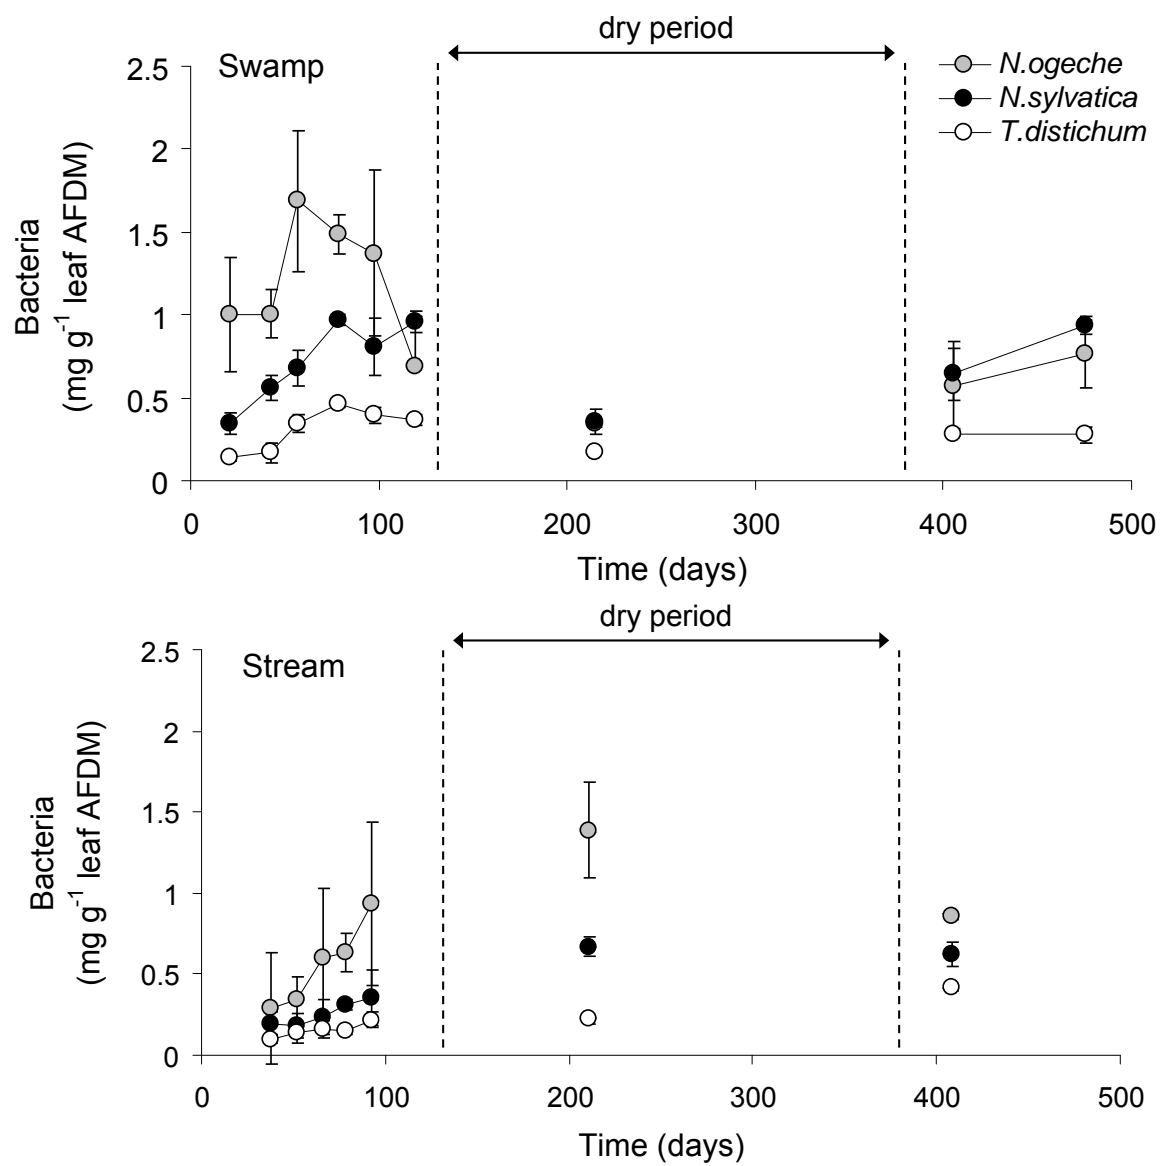 dry period
Swamp
N.ogeche
N.sylvatica
T.distichum
2.5
2
1.5
1
0.5
0
Bacteria
(mg g⁻¹ leaf AFDM)
0 100 200 300 400 500
Time (days)
dry period
Stream
2.5
2
1.5
1
0.5
0
Bacteria
(mg g⁻¹ leaf AFDM)
0 100 200 300 400 500
Time (days)